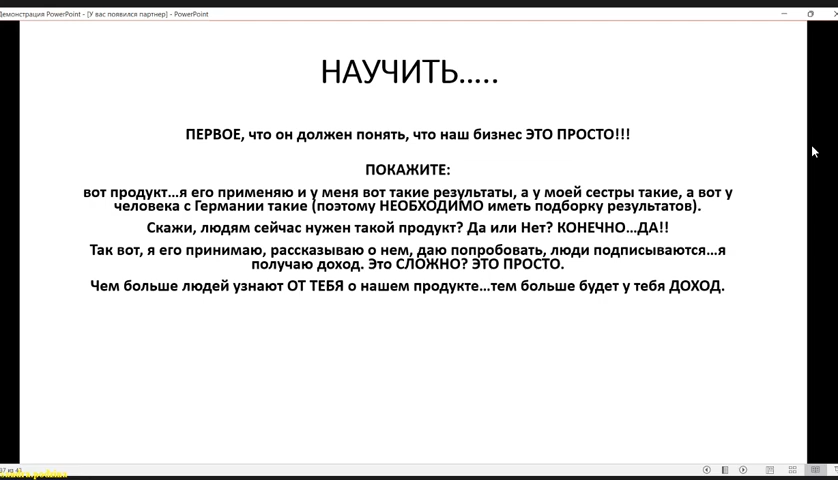 Демонстрация PowerPoint - [У вас появился партнер] - PowerPoint
НАУЧИТЬ…..
ПЕРВОЕ, что он должен понять, что наш бизнес ЭТО ПРОСТО!!!
ПОКАЖИТЕ:
вот продукт…я его применяю и у меня вот такие результаты, а у моей сестры такие, а вот у
человека с Германии такие (поэтому НЕОБХОДИМО иметь подборку результатов).
Скажи, людям сейчас нужен такой продукт? Да или Нет? КОНЕЧНО…ДА!!
Так вот, я его принимаю, рассказываю о нем, даю попробовать, люди подписываются…я
получаю доход. Это СЛОЖНО? ЭТО ПРОСТО.
Чем больше людей узнают ОТ ТЕБЯ о нашем продукте…тем больше будет у тебя ДОХОД.